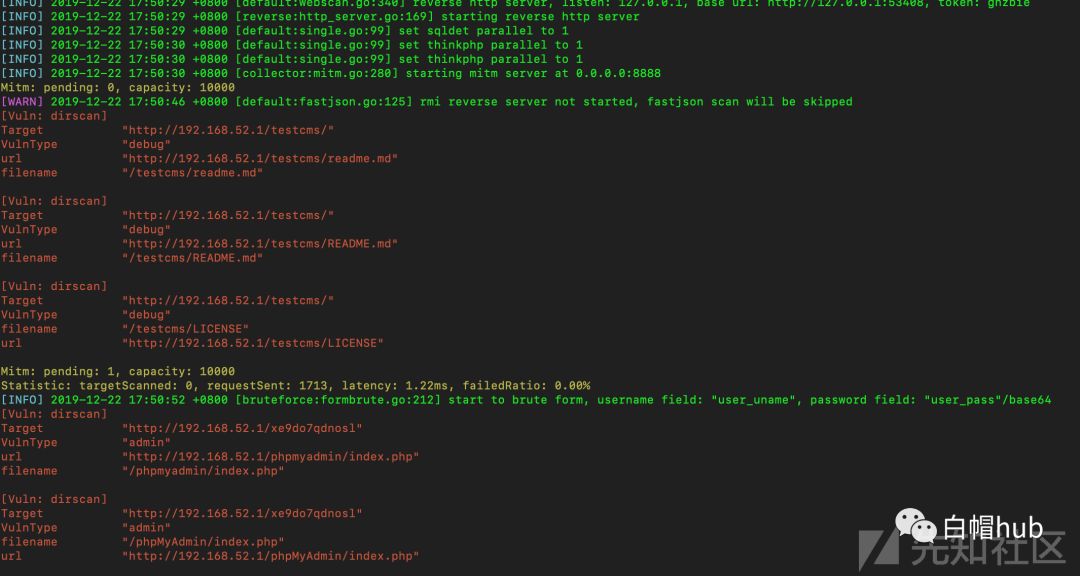 [INFO] 2019-12-22 17:50:29 +0800 [default:webscan.go:340] reverse http server, listen: 127.0.0.1, base url: http://127.0.0.1:53408, token: ghzbie
[INFO] 2019-12-22 17:50:29 +0800 [reverse:http_server.go:169] starting reverse http server
[INFO] 2019-12-22 17:50:29 +0800 [default:single.go:99] set sqldet parallel to 1
[INFO] 2019-12-22 17:50:30 +0800 [default:single.go:99] set thinkphp parallel to 1
[INFO] 2019-12-22 17:50:30 +0800 [default:single.go:99] set thinkphp parallel to 1
[INFO] 2019-12-22 17:50:30 +0800 [collector:mitm.go:280] starting mitm server at 0.0.0.0:8888
Mitm: pending: 0, capacity: 10000
[WARN] 2019-12-22 17:50:46 +0800 [default:fastjson.go:125] rmi reverse server not started, fastjson scan will be skipped
[Vuln: dirscan]
Target "http://192.168.52.1/testcms/"
VulnType "debug"
url "http://192.168.52.1/testcms/readme.md"
filename "/testcms/readme.md"
[Vuln: dirscan]
Target "http://192.168.52.1/testcms/"
VulnType "debug"
url "http://192.168.52.1/testcms/README.md"
filename "/testcms/README.md"
[Vuln: dirscan]
Target "http://192.168.52.1/testcms/"
VulnType "debug"
filename "/testcms/LICENSE"
url "http://192.168.52.1/testcms/LICENSE"
Mitm: pending: 1, capacity: 10000
Statistic: targetScanned: 0, requestSent: 1713, latency: 1.22ms, failedRatio: 0.00%
[INFO] 2019-12-22 17:50:52 +0800 [bruteforce:formbrute.go:212] start to brute form, username field: "user_uname", password field: "user_pass"/base64
[Vuln: dirscan]
Target "http://192.168.52.1/xe9do7qdnosl"
VulnType "admin"
url "http://192.168.52.1/phpmyadmin/index.php"
filename "/phpmyadmin/index.php"
[Vuln: dirscan]
Target "http://192.168.52.1/xe9do7qdnosl"
VulnType "admin"
filename "/phpMyAdmin/index.php"
url "http://192.168.52.1/phpMyAdmin/index.php"
白帽hub
先知社区